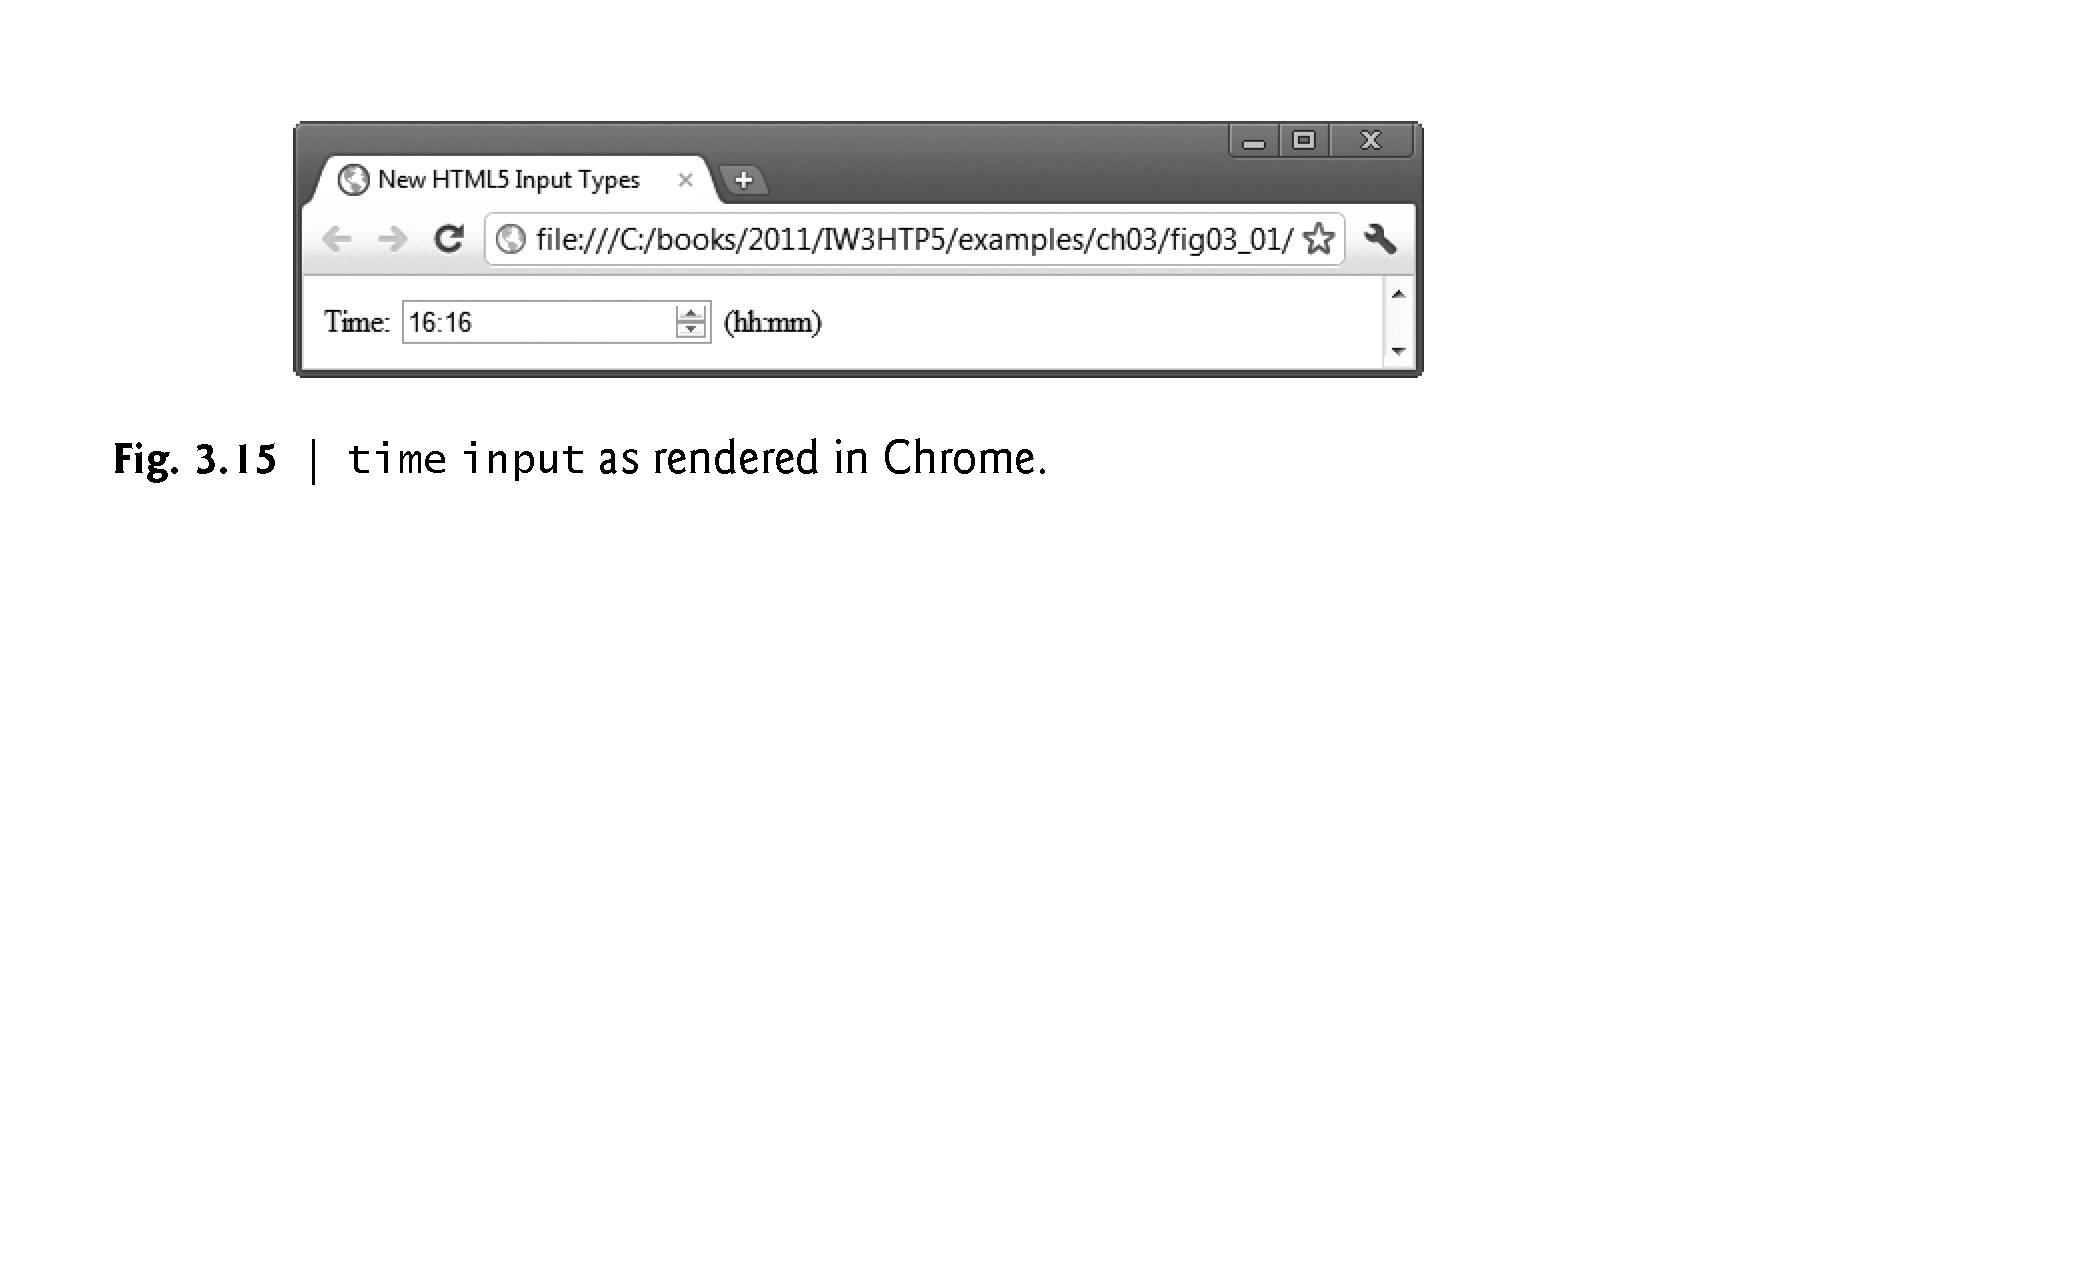 New HTML5 Input Types
file:///C:/books/2011/IW3HTP5/examples/ch03/fig03_01/
Time: 16:16 (hh:mm)
Fig. 3.15 | time input as rendered in Chrome.